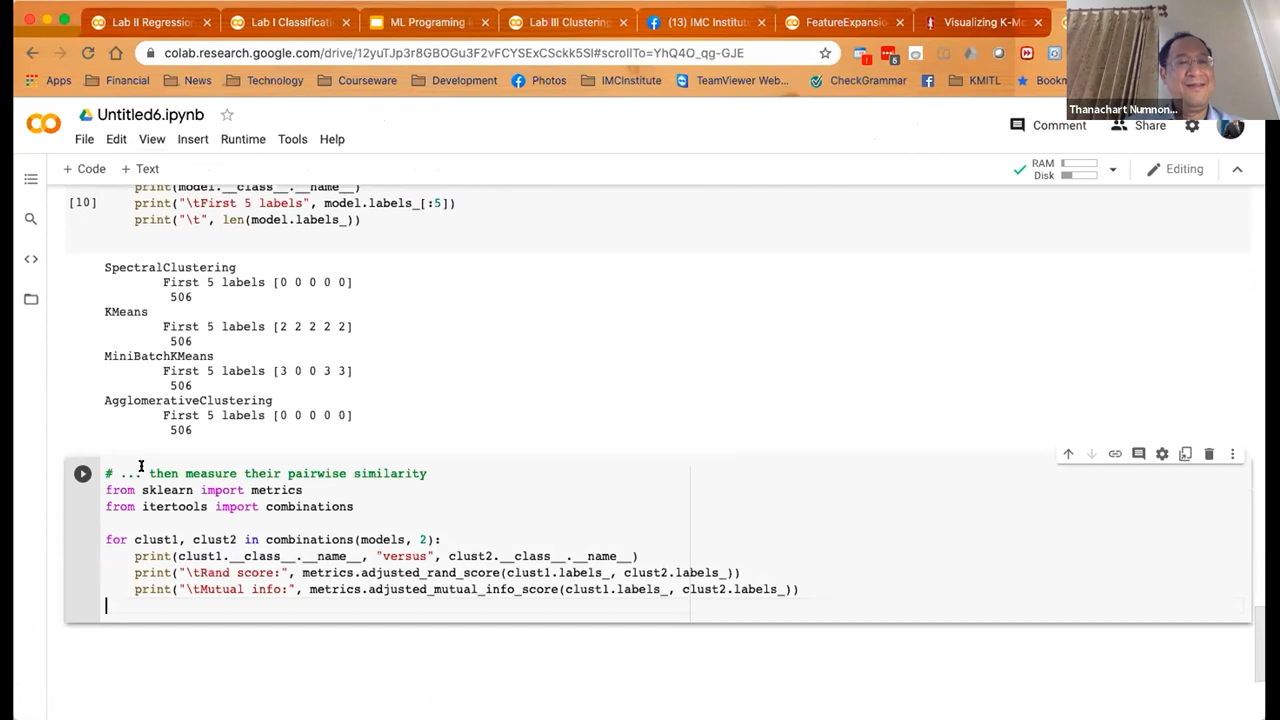 Lab II Regression
Lab I Classificati
ML Programing i
Lab III Clustering
(13) IMC Institut
FeatureExpansio
Visualizing K-Me
colab.research.google.com/drive/12yuTJp3r8GBOGu3F2vFCYSExCSckk5Sl#scrollTo=YhQ4O_qg-GJE
Apps
Financial
News
Technology
Courseware
Development
Photos
IMCInstitute
TeamViewer Web...
CheckGrammar
KMITL
Bookm
Thanachart Numnon...
Untitled6.ipynb
File Edit View Insert Runtime Tools Help
Comment
Share
+ Code + Text
RAM
Disk
Editing
print(model.__class__.__name__)
[10] print("\tFirst 5 labels", model.labels_[:5])
print("\t", len(model.labels_))
SpectralClustering
First 5 labels [0 0 0 0 0]
506
KMeans
First 5 labels [2 2 2 2 2]
506
MiniBatchKMeans
First 5 labels [3 0 0 3 3]
506
AgglomerativeClustering
First 5 labels [0 0 0 0 0]
506
# ... then measure their pairwise similarity
from sklearn import metrics
from itertools import combinations
for clust1, clust2 in combinations(models, 2):
print(clust1.__class__.__name__, "versus", clust2.__class__.__name__)
print("\tRand score:", metrics.adjusted_rand_score(clust1.labels_, clust2.labels_))
print("\tMutual info:", metrics.adjusted_mutual_info_score(clust1.labels_, clust2.labels_))